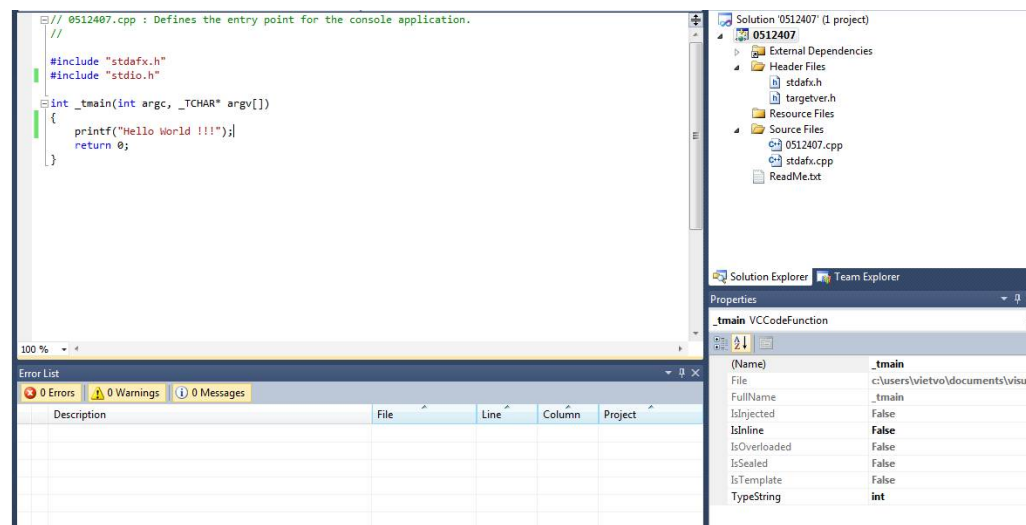 // 0512407.cpp : Defines the entry point for the console application.
//
#include "stdafx.h"
#include "stdio.h"
int _tmain(int argc, _TCHAR* argv[])
{
printf("Hello World !!!");
return 0;
}
100 %
Error List
0 Errors 0 Warnings 0 Messages
Description File Line Column Project
Solution '0512407' (1 project)
0512407
External Dependencies
Header Files
stdafx.h
targetver.h
Resource Files
Source Files
0512407.cpp
stdafx.cpp
ReadMe.txt
Solution Explorer Team Explorer
Properties
_tmain VCCodeFunction
(Name) _tmain
File c:\users\vietvo\documents\visu
FullName _tmain
IsInjected False
IsInline False
IsOverloaded False
IsSealed False
IsTemplate False
TypeString int